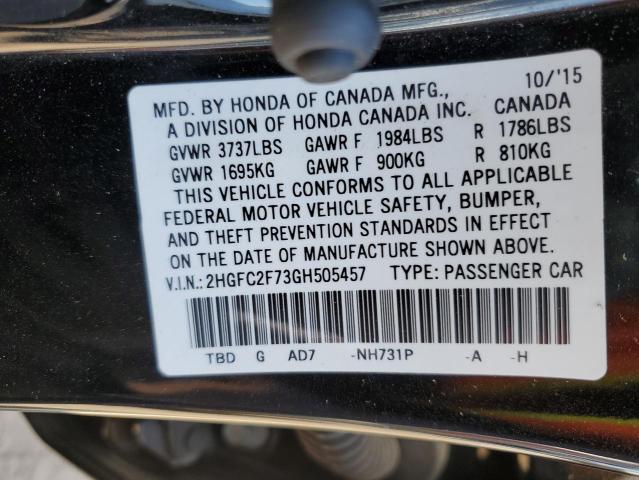 MFD. BY HONDA OF CANADA MFG., 10/'15
A DIVISION OF HONDA CANADA INC. CANADA
GVWR 3737LBS GAWR F 1984LBS R 1786LBS
GVWR 1695KG GAWR F 900KG R 810KG
THIS VEHICLE CONFORMS TO ALL APPLICABLE
FEDERAL MOTOR VEHICLE SAFETY, BUMPER,
AND THEFT PREVENTION STANDARDS IN EFFECT
ON THE DATE OF MANUFACTURE SHOWN ABOVE.
V.I.N.: 2HGFC2F73GH505457 TYPE: PASSENGER CAR
TBD G AD7 -NH731P -A -H